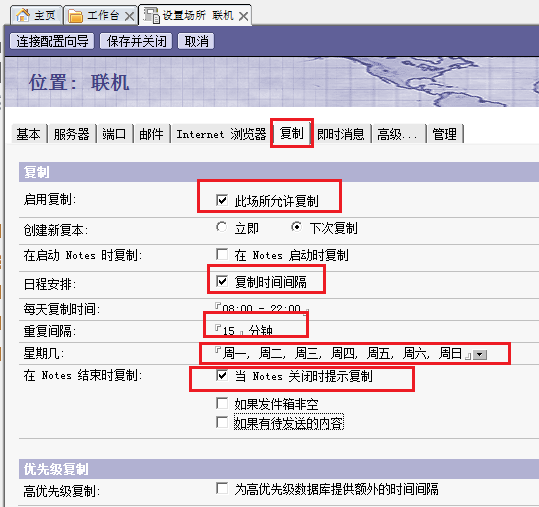 主页 工作台 设置场所 联机
连接配置向导 保存并关闭 取消
位置: 联机
基本 服务器 端口 邮件 Internet 浏览器 复制 即时消息 高级... 管理
复制
启用复制: 此场所允许复制
创建新复本: 立即 下次复制
在启动 Notes 时复制: 在 Notes 启动时复制
日程安排: 复制时间间隔
每天复制时间: 『08:00 - 22:00』
重复间隔: 『15 』分钟
星期几: 『周一, 周二, 周三, 周四, 周五, 周六, 周日 』
在 Notes 结束时复制: 当 Notes 关闭时提示复制
如果发件箱非空
如果有待发送的内容
优先级复制
高优先级复制: 为高优先级数据库提供额外的时间间隔